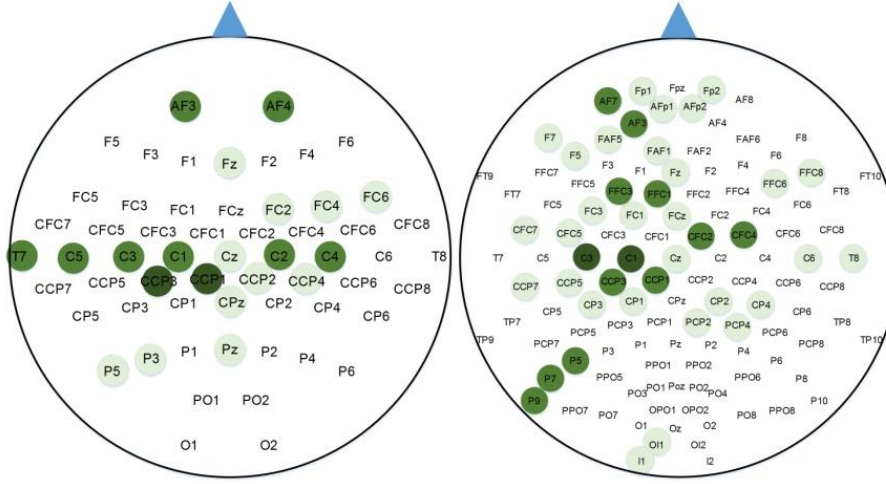 AF3 AF4
F5 F3 F1 Fz F2 F4 F6
FC5 FC3 FC1 FCz FC2 FC4 FC6
CFC7 CFC5 CFC3 CFC1 CFC2 CFC4 CFC6 CFC8
T7 C5 C3 C1 Cz C2 C4 C6 T8
CCP7 CCP5 CCP3 CCP1 CCP2 CCP4 CCP6 CCP8
CP5 CP3 CP1 CPz CP2 CP4 CP6
P5 P3 P1 Pz P2 P4 P6
PO1 PO2
O1 O2
Fp1 Fpz Fp2
AF7 AFp1 AFp2 AF8
AF3 AF4
F7 F5 FAF5 FAF1 FAF2 FAF6 F6 F8
F3 F1 Fz F2 F4
FT9 FFC7 FFC5 FFC3 FFC1 FFC2 FFC4 FFC6 FFC8 FT10
FT7 FC5 FC3 FC1 FCz FC2 FC4 FC6 FT8
CFC7 CFC5 CFC3 CFC1 CFC2 CFC4 CFC6 CFC8
T7 C5 C3 C1 Cz C2 C4 C6 T8
CCP7 CCP5 CCP3 CCP1 CCP2 CCP4 CCP6 CCP8
CP5 CP3 CP1 CPz CP2 CP4 CP6
TP9 TP7 PCP7 PCP5 PCP3 PCP1 PCP2 PCP4 PCP6 PCP8 TP8 TP10
P9 P7 P5 P3 P1 Pz P2 P4 P6 P8 P10
PPO7 PPO5 PPO1 PPO2 PPO6 PPO8
PO7 PO3 PO1 Poz PO2 PO4 PO8
OPO1 OPO2
O1 Oz O2
OI1 OI2
I1 I2